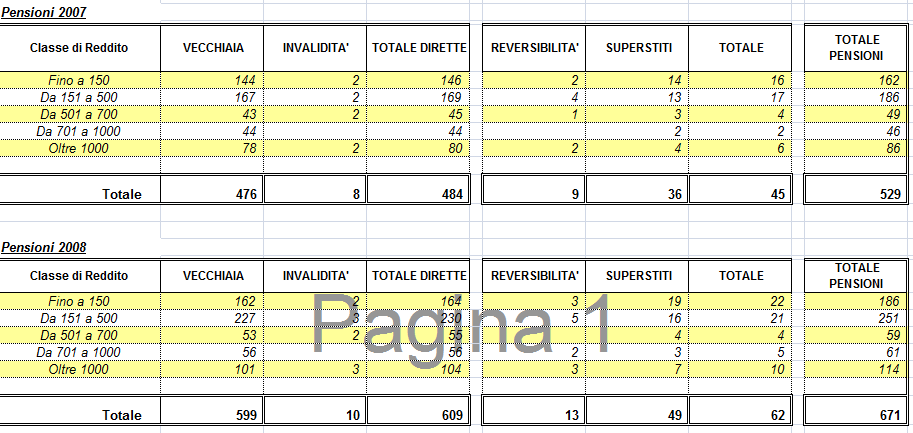 Pensioni 2007
Classe di Reddito VECCHIAIA INVALIDITA' TOTALE DIRETTE REVERSIBILITA' SUPERSTITI TOTALE TOTALE PENSIONI
Fino a 150 144 2 146 2 14 16 162
Da 151 a 500 167 2 169 4 13 17 186
Da 501 a 700 43 2 45 1 3 4 49
Da 701 a 1000 44 44 2 2 46
Oltre 1000 78 2 80 2 4 6 86
Totale 476 8 484 9 36 45 529
Pensioni 2008
Classe di Reddito VECCHIAIA INVALIDITA' TOTALE DIRETTE REVERSIBILITA' SUPERSTITI TOTALE TOTALE PENSIONI
Fino a 150 162 2 164 3 19 22 186
Da 151 a 500 227 3 230 5 16 21 251
Da 501 a 700 53 2 55 4 4 59
Da 701 a 1000 56 56 2 3 5 61
Oltre 1000 101 3 104 3 7 10 114
Totale 599 10 609 13 49 62 671
Pagina 1